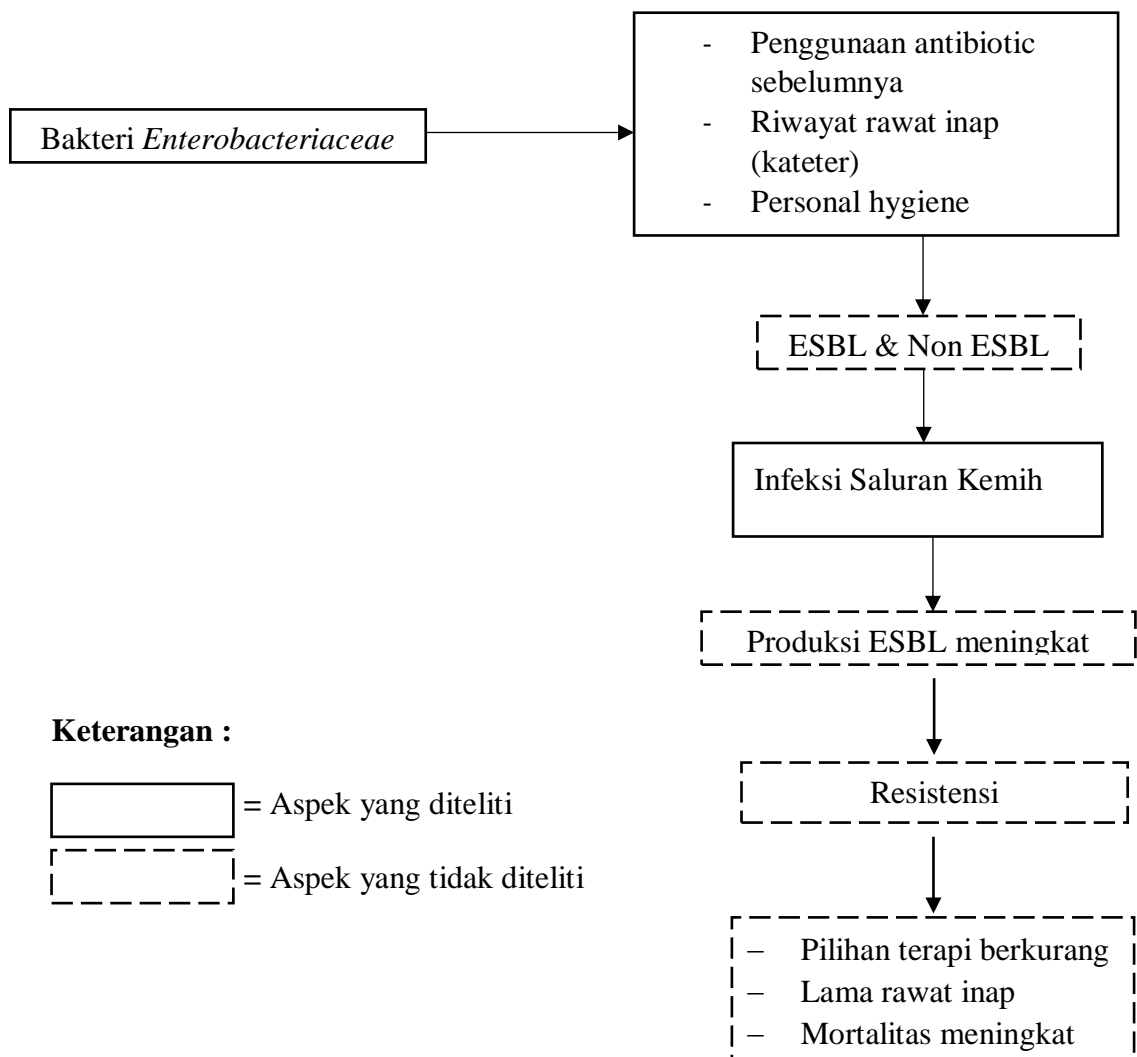 - Penggunaan antibiotic
sebelumnya
- Riwayat rawat inap
(kateter)
- Personal hygiene
Bakteri Enterobacteriaceae
ESBL & Non ESBL
Infeksi Saluran Kemih
Produksi ESBL meningkat
Resistensi
– Pilihan terapi berkurang
– Lama rawat inap
– Mortalitas meningkat
Keterangan :
= Aspek yang diteliti
= Aspek yang tidak diteliti